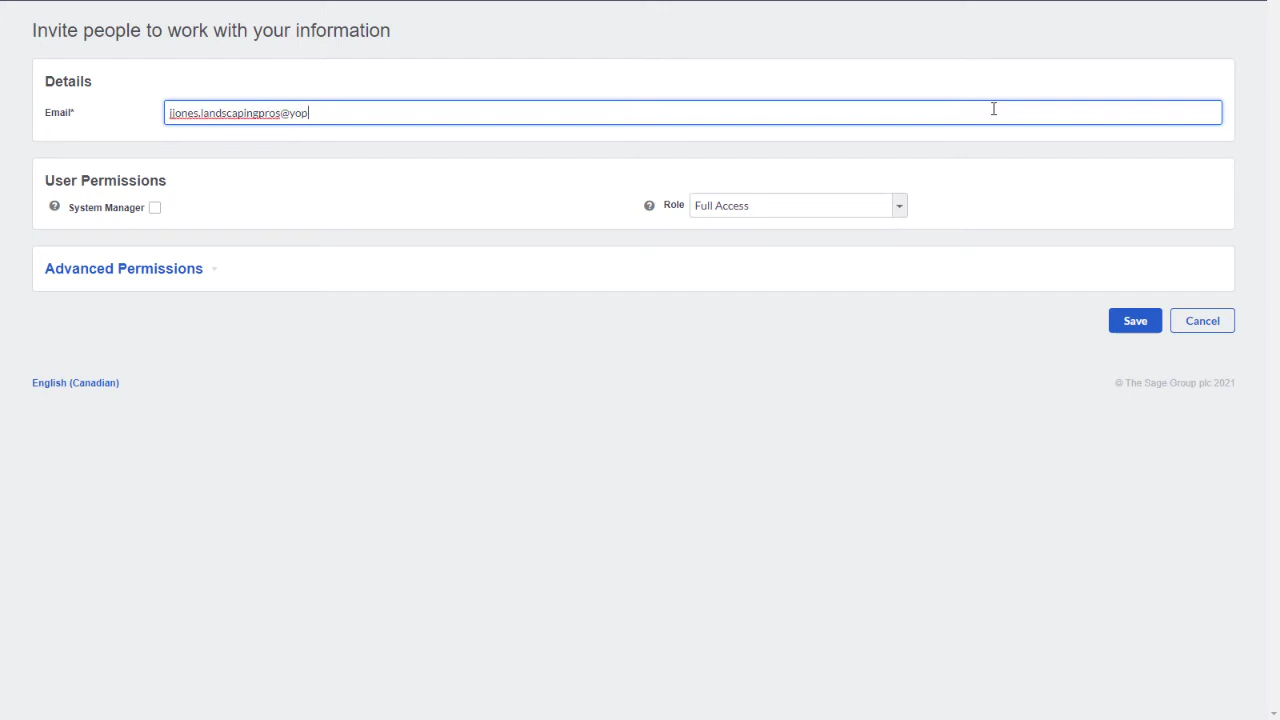 Invite people to work with your information
Details
Email*
jjones.landscapingpros@yop
User Permissions
System Manager
Role
Full Access
Advanced Permissions
Save
Cancel
English (Canadian)
© The Sage Group plc 2021